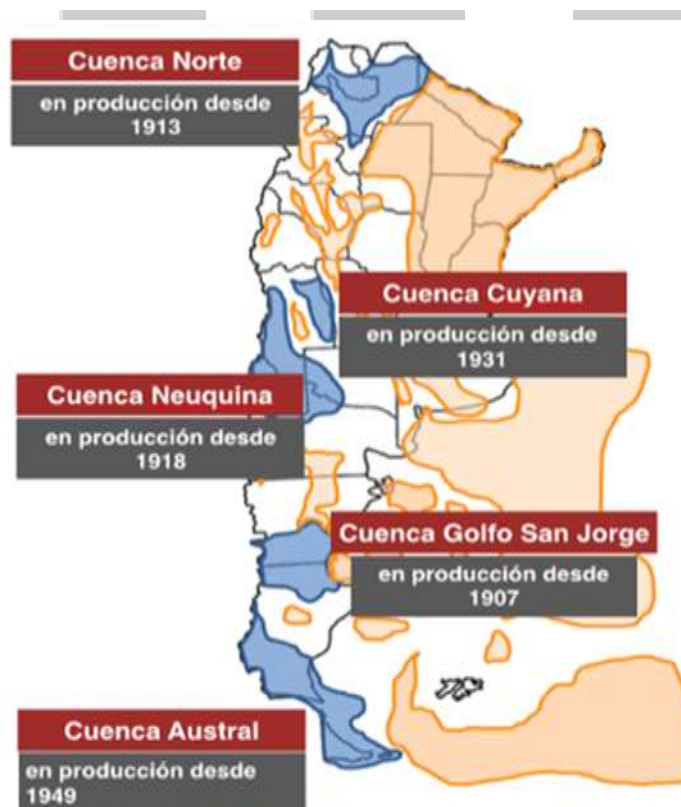 Cuenca Norte
en producción desde
1913
Cuenca Cuyana
en producción desde
1931
Cuenca Neuquina
en producción desde
1918
Cuenca Golfo San Jorge
en producción desde
1907
Cuenca Austral
en producción desde
1949